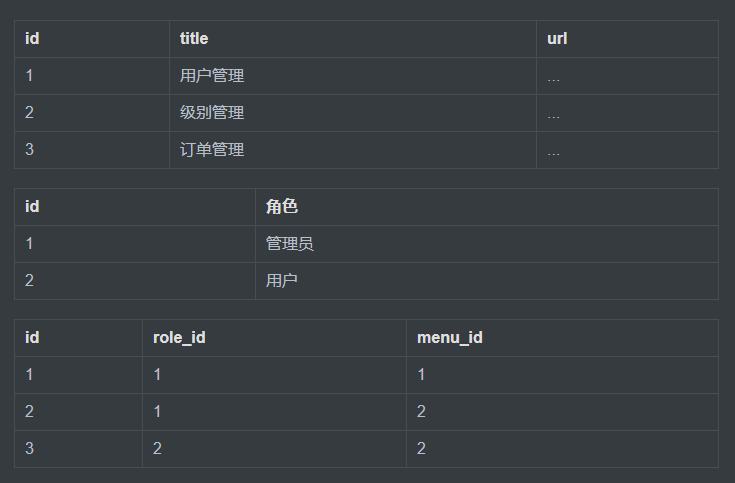 id title url
1 用户管理 ...
2 级别管理 ...
3 订单管理 ...
id 角色
1 管理员
2 用户
id role_id menu_id
1 1 1
2 1 2
3 2 2